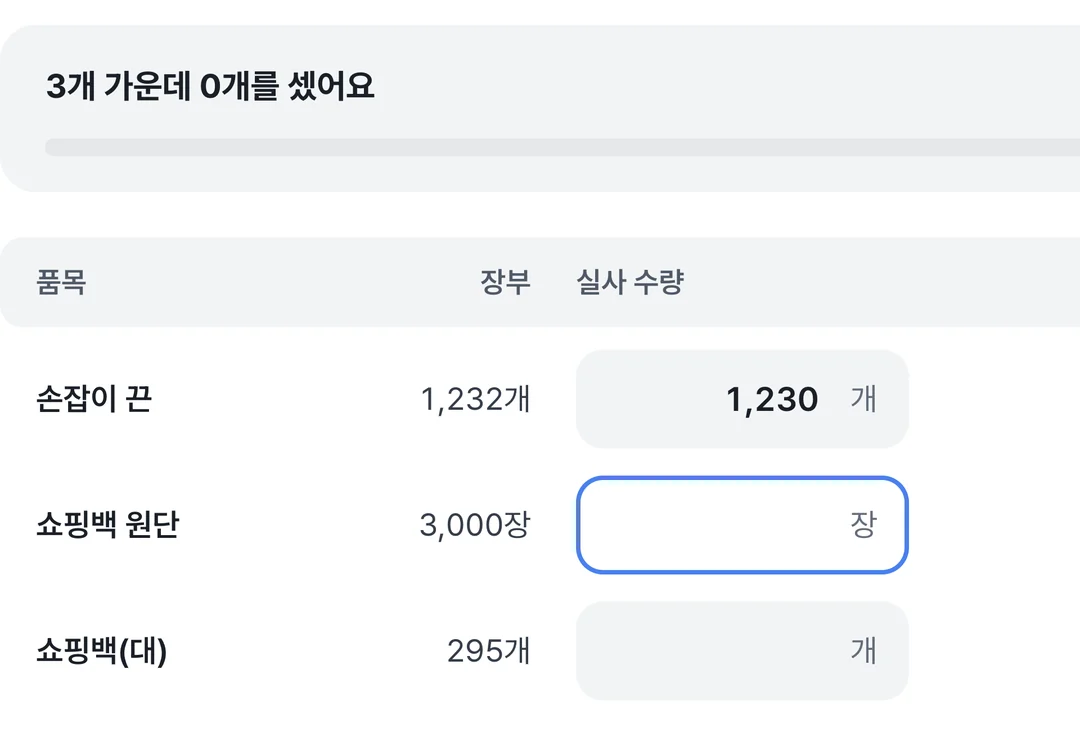 3개 가운데 0개를 셌어요
품목 장부 실사 수량
손잡이 끈 1,232개 1,230 개
쇼핑백 원단 3,000장 장
쇼핑백(대) 295개 개